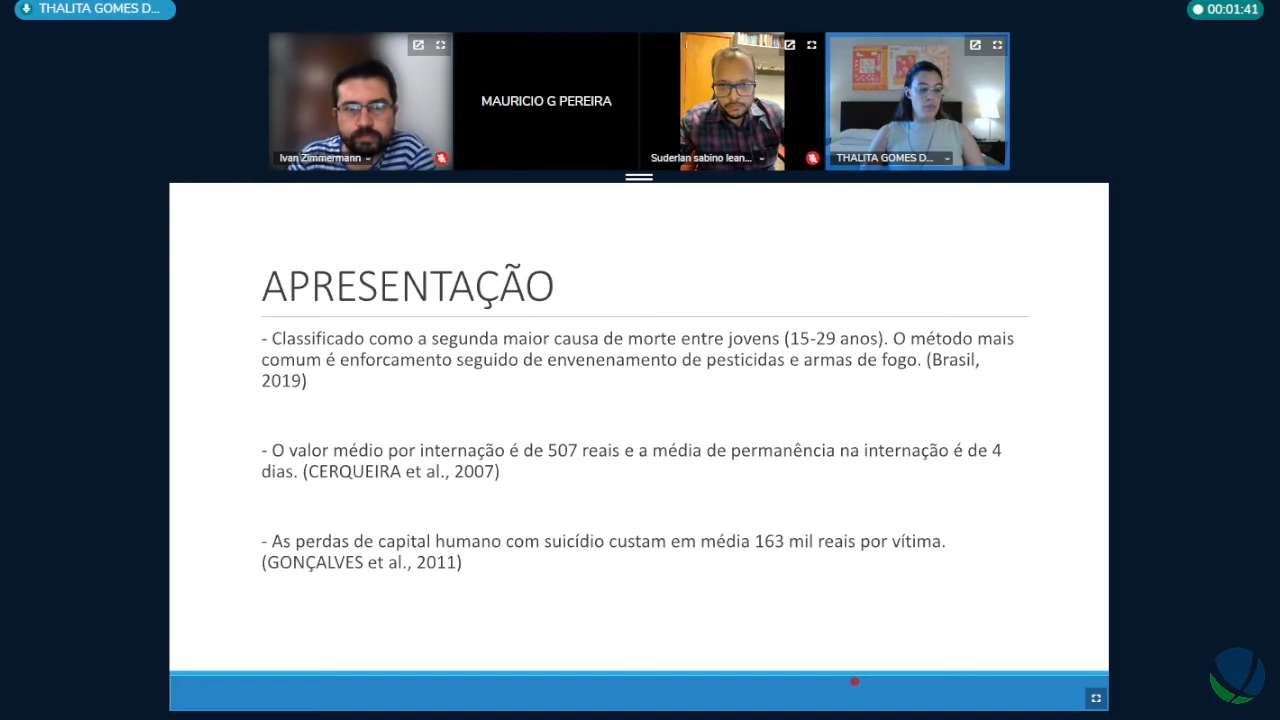 THALITA GOMES D...
00:01:41
MAURICIO G PEREIRA
Ivan Zimmermann
Suderlan sabino lean...
THALITA GOMES D...
APRESENTAÇÃO
- Classificado como a segunda maior causa de morte entre jovens (15-29 anos). O método mais
comum é enforcamento seguido de envenenamento de pesticidas e armas de fogo. (Brasil,
2019)
- O valor médio por internação é de 507 reais e a média de permanência na internação é de 4
dias. (CERQUEIRA et al., 2007)
- As perdas de capital humano com suicídio custam em média 163 mil reais por vítima.
(GONÇALVES et al., 2011)